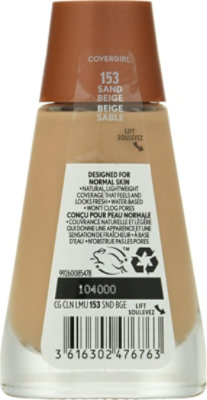 COVERGIRL
153
SAND
BEIGE
BEIGE
SABLE
LIFT
SOULEVEZ
DESIGNED FOR
NORMAL SKIN
• NATURAL, LIGHTWEIGHT
COVERAGE THAT FEELS AND
LOOKS FRESH • WATER-BASED
• WON'T CLOG PORES
CONÇU POUR PEAU NORMALE
• COUVRANCE NATURELLE ET LÉGÈRE
QUI DONNE UNE APPARENCE ET UNE
SENSATION DE FRAÎCHEUR • À BASE
D'EAU • N'OBSTRUE PAS LES PORES
99260085478
104000
CG CLN LMU 153 SND BGE
LIFT
SOULEVEZ
3 616302 476763